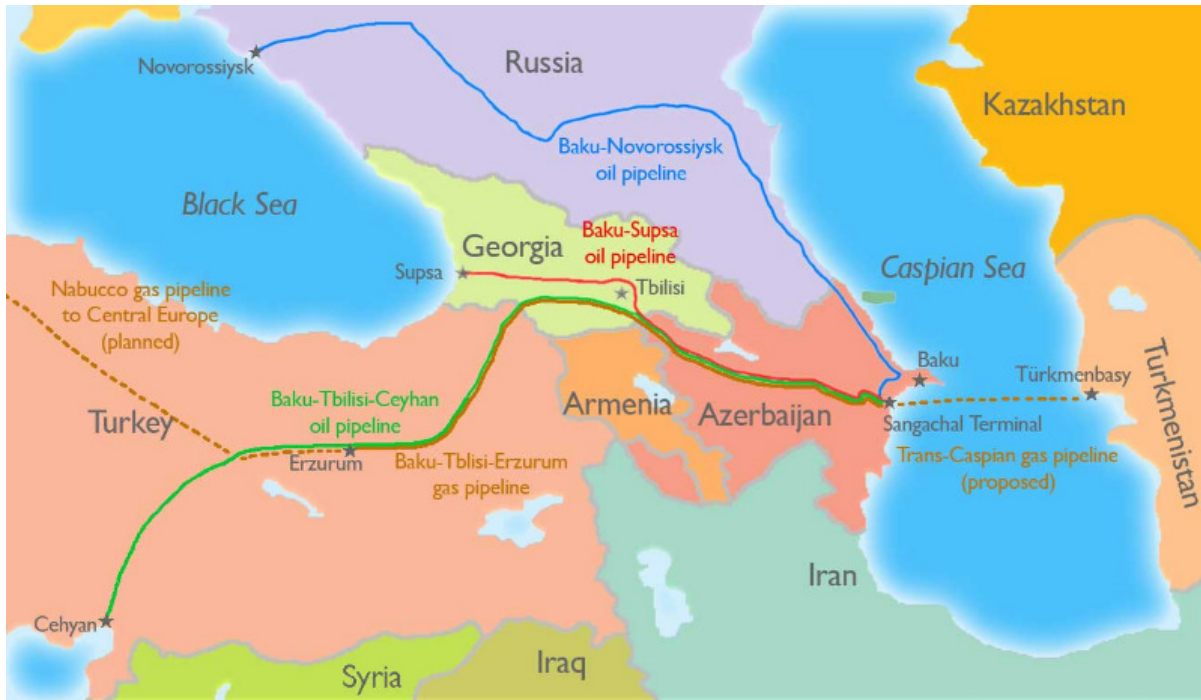 Novorossiysk
Russia
Kazakhstan
Baku-Novorossiysk
oil pipeline
Black Sea
Georgia
Baku-Supsa
oil pipeline
Supsa
Tbilisi
Caspian Sea
Nabucco gas pipeline
to Central Europe
(planned)
Baku
Türkmenbasy
Turkmenistan
Turkey
Baku-Tbilisi-Ceyhan
oil pipeline
Armenia
Azerbaijan
Sangachal Terminal
Erzurum
Baku-Tblisi-Erzurum
gas pipeline
Trans-Caspian gas pipeline
(proposed)
Iran
Cehyan
Syria
Iraq